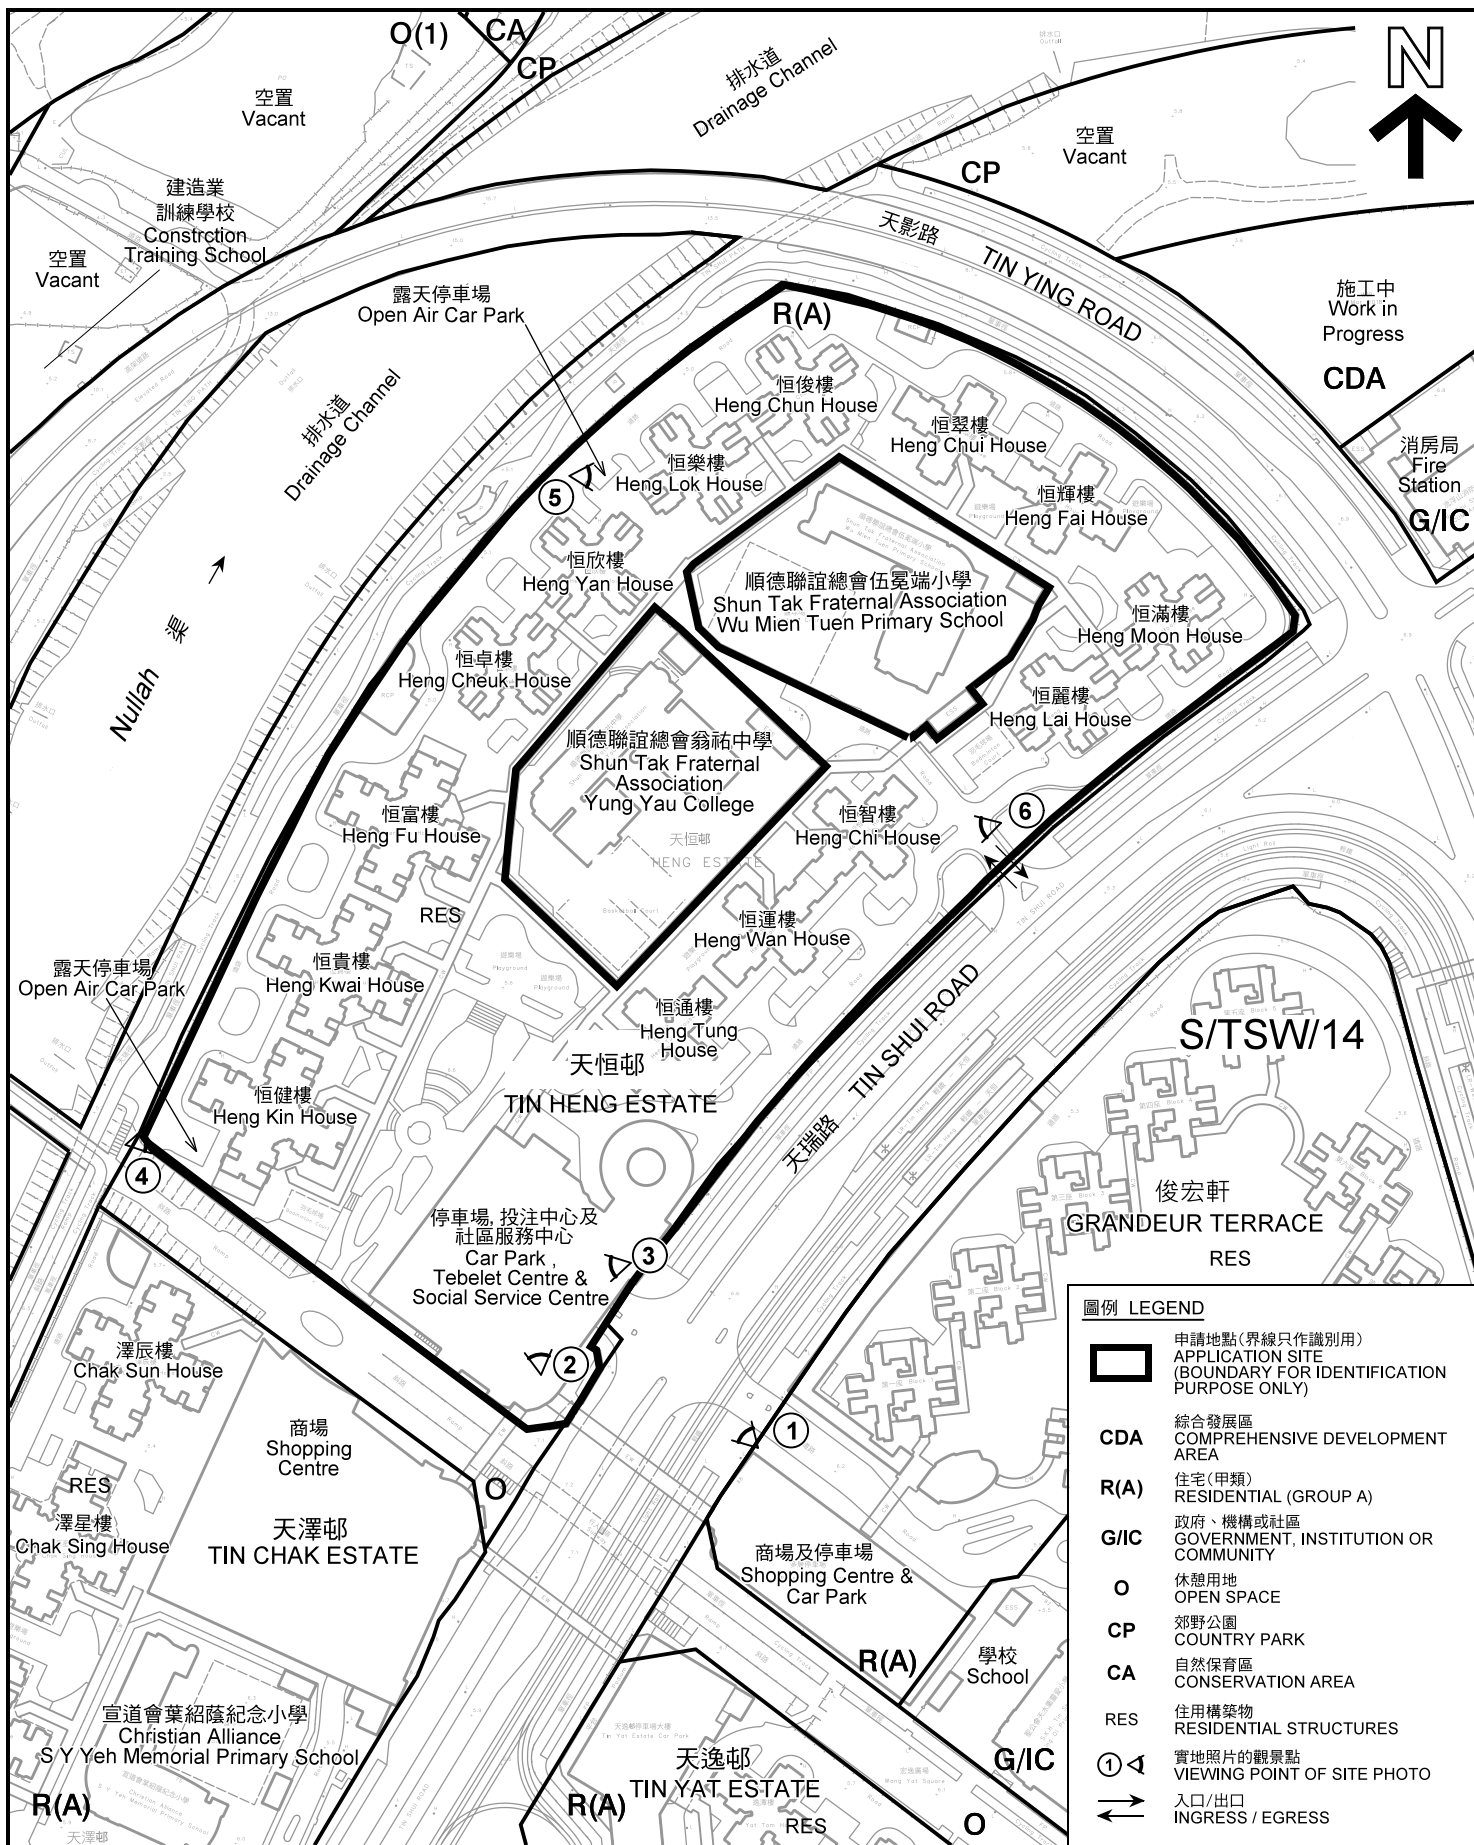 O(1)
CA
CP
空置
Vacant
排水道
Drainage Channel
N
空置
Vacant
CP
建造業
訓練學校
Constrction
Training School
空置
Vacant
天影路
TIN YING ROAD
露天停車場
Open Air Car Park
R(A)
施工中
Work in
Progress
CDA
消房局
Fire
Station
G/IC
排水道
Drainage Channel
恒俊樓
Heng Chun House
恒翠樓
Heng Chui House
恒樂樓
Heng Lok House
恒輝樓
Heng Fai House
5
恒欣樓
Heng Yan House
順德聯誼總會伍冕端小學
Shun Tak Fraternal Association
Wu Mien Tuen Primary School
恒滿樓
Heng Moon House
恒卓樓
Heng Cheuk House
恒麗樓
Heng Lai House
渠
Nullah
順德聯誼總會翁祐中學
Shun Tak Fraternal
Association
Yung Yau College
恒富樓
Heng Fu House
恒智樓
Heng Chi House
6
天恒邨
HENG ESTATE
RES
恒運樓
Heng Wan House
露天停車場
Open Air Car Park
恒貴樓
Heng Kwai House
恒通樓
Heng Tung
House
天恒邨
TIN HENG ESTATE
恒健樓
Heng Kin House
天瑞路
TIN SHUI ROAD
S/TSW/14
4
停車場, 投注中心及
社區服務中心
Car Park ,
Tebelet Centre &
Social Service Centre
3
2
1
俊宏軒
GRANDEUR TERRACE
RES
澤辰樓
Chak Sun House
商場
Shopping
Centre
RES
澤星樓
Chak Sing House
天澤邨
TIN CHAK ESTATE
O
商場及停車場
Shopping Centre &
Car Park
R(A)
學校
School
宣道會葉紹蔭紀念小學
Christian Alliance
S Y Yeh Memorial Primary School
R(A)
天澤邨
天逸邨
TIN YAT ESTATE
R(A)
RES
G/IC
O
圖例 LEGEND
申請地點(界線只作識別用)
APPLICATION SITE
(BOUNDARY FOR IDENTIFICATION
PURPOSE ONLY)
CDA 綜合發展區
COMPREHENSIVE DEVELOPMENT
AREA
R(A) 住宅(甲類)
RESIDENTIAL (GROUP A)
G/IC 政府、機構或社區
GOVERNMENT, INSTITUTION OR
COMMUNITY
O 休憩用地
OPEN SPACE
CP 郊野公園
COUNTRY PARK
CA 自然保育區
CONSERVATION AREA
RES 住用構築物
RESIDENTIAL STRUCTURES
1 實地照片的觀景點
VIEWING POINT OF SITE PHOTO
入口/出口
INGRESS / EGRESS